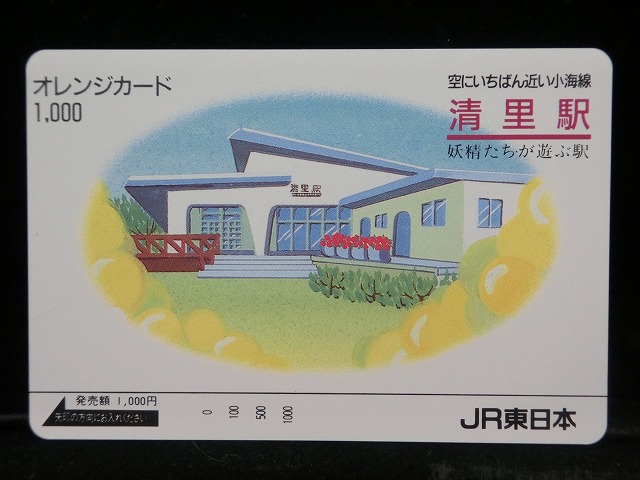 オレンジカード
1,000
空にいちばん近い小海線
清里駅
妖精たちが遊ぶ駅
清里駅
発売額 1,000円
矢印の方向にお入れください
0 100 500 1000
JR東日本